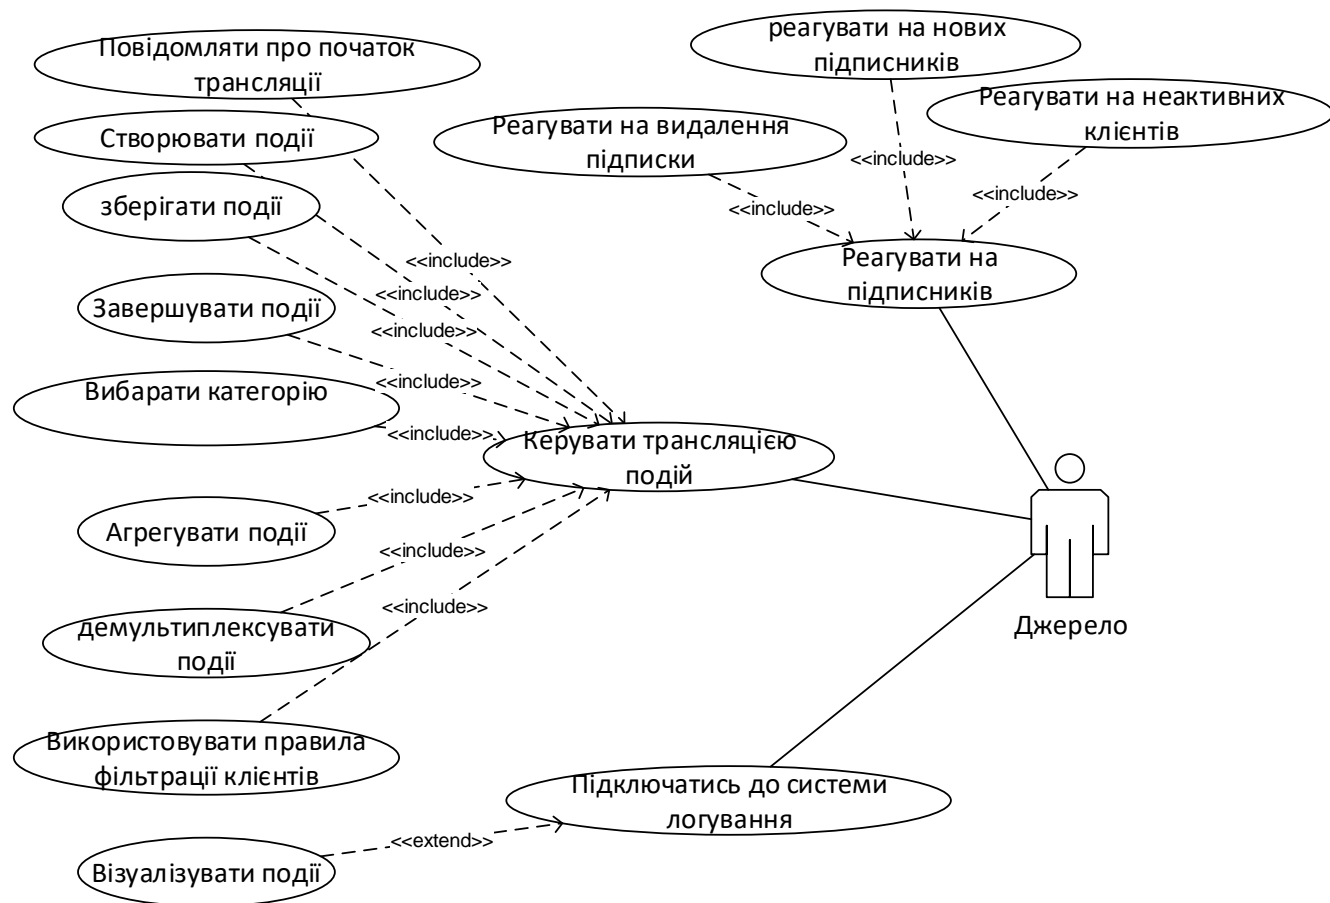 Повідомляти про початок
трансляції
Створювати події
зберігати події
Завершувати події
Вибарати категорію
Агрегувати події
демультиплексувати
події
Використовувати правила
фільтрації клієнтів
Візуалізувати події
<<include>>
<<include>>
<<include>>
<<include>>
<<include>>
<<include>>
<<include>>
<<include>>
<<extend>>
Керувати трансляцією
подій
реагувати на нових
підписників
Реагувати на видалення
підписки
Реагувати на неактивних
клієнтів
<<include>>
<<include>>
<<include>>
Реагувати на
підписників
Джерело
Підключатись до системи
логування